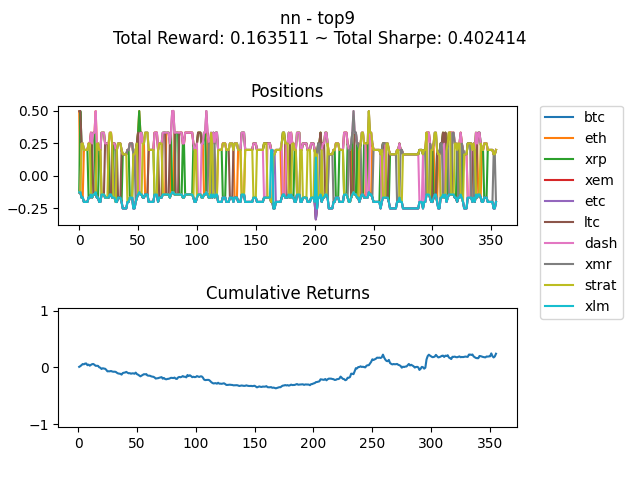 nn - top9
Total Reward: 0.163511 ~ Total Sharpe: 0.402414
Positions
0.50
0.25
0.00
−0.25
0 50 100 150 200 250 300 350
btc
eth
xrp
xem
etc
ltc
dash
xmr
strat
xlm
Cumulative Returns
1
0
−1
0 50 100 150 200 250 300 350